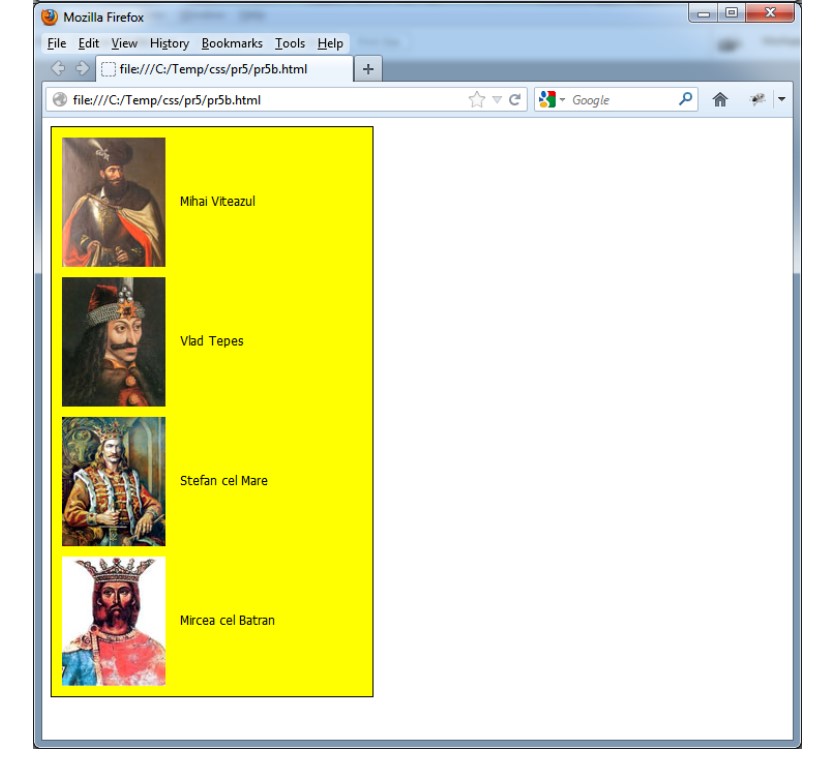 Mozilla Firefox
File Edit View History Bookmarks Tools Help
file:///C:/Temp/css/pr5/pr5b.html
file:///C:/Temp/css/pr5/pr5b.html
Google
Mihai Viteazul
Vlad Tepes
Stefan cel Mare
Mircea cel Batran